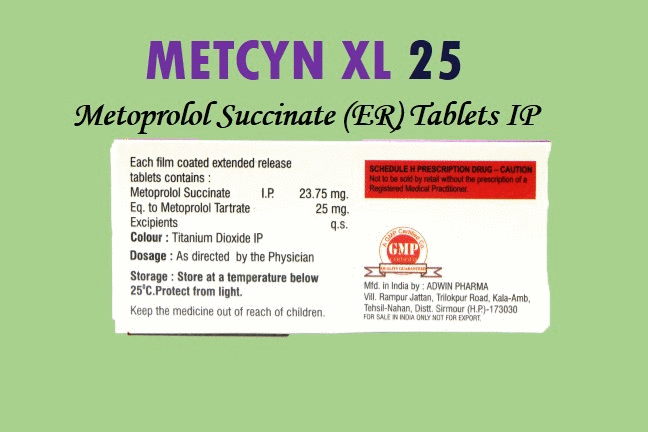 METCYN XL 25
Metoprolol Succinate (ER) Tablets IP
Each film coated extended release
tablets contains :
Metoprolol Succinate I.P. 23.75 mg.
Eq. to Metoprolol Tartrate 25 mg.
Excipients q.s.
Colour : Titanium Dioxide IP
Dosage : As directed by the Physician
Storage : Store at a temperature below
25°C.Protect from light.
Keep the medicine out of reach of children.
SCHEDULE H PRESCRIPTION DRUG – CAUTION
Not to be sold by retail without the prescription of a
Registered Medical Practitioner.
A GMP Certified Co.
GMP
QUALITY GUARANTEED
Mfd. in India by : ADWIN PHARMA
Vill. Rampur Jattan, Trilokpur Road, Kala-Amb,
Tehsil-Nahan, Distt. Sirmour (H.P.)-173030
FOR SALE IN INDIA ONLY NOT FOR EXPORT.